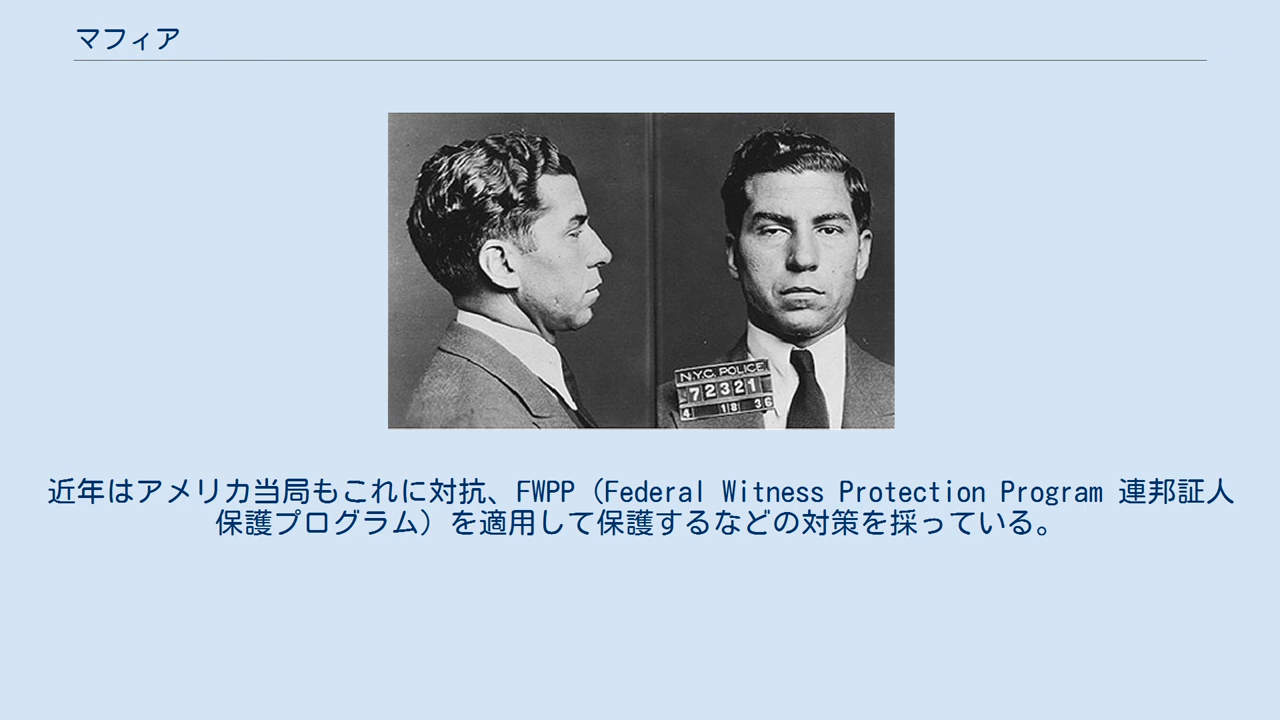 マフィア
N.Y.C. POLICE
72321
4 18 36
近年はアメリカ当局もこれに対抗、FWPP（Federal Witness Protection Program 連邦証人
保護プログラム）を適用して保護するなどの対策を採っている。